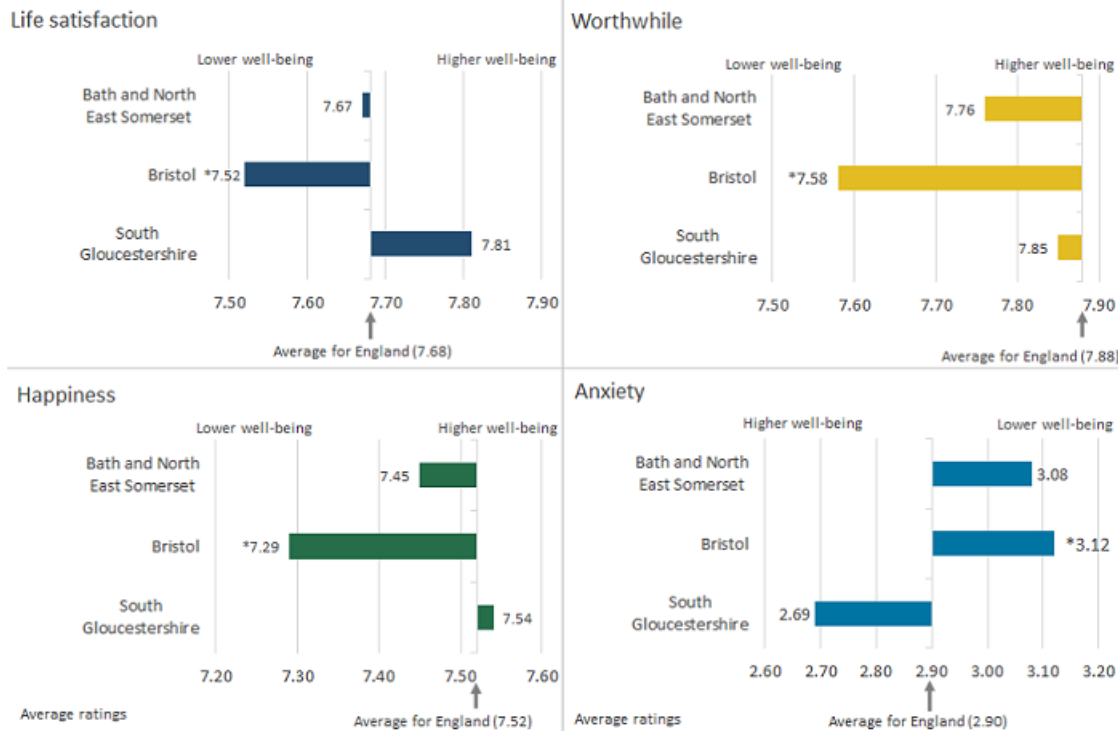 Life satisfaction
Lower well-being
Higher well-being
Bath and North
East Somerset
7.67
Bristol
*7.52
South
Gloucestershire
7.81
7.50 7.60 7.70 7.80 7.90
Average for England (7.68)
Worthwhile
Lower well-being
Higher well-being
Bath and North
East Somerset
7.76
Bristol
*7.58
South
Gloucestershire
7.85
7.50 7.60 7.70 7.80 7.90
Average for England (7.88)
Happiness
Lower well-being
Higher well-being
Bath and North
East Somerset
7.45
Bristol
*7.29
South
Gloucestershire
7.54
7.20 7.30 7.40 7.50 7.60
Average ratings
Average for England (7.52)
Anxiety
Higher well-being
Lower well-being
Bath and North
East Somerset
3.08
Bristol
*3.12
South
Gloucestershire
2.69
2.60 2.70 2.80 2.90 3.00 3.10 3.20
Average ratings
Average for England (2.90)